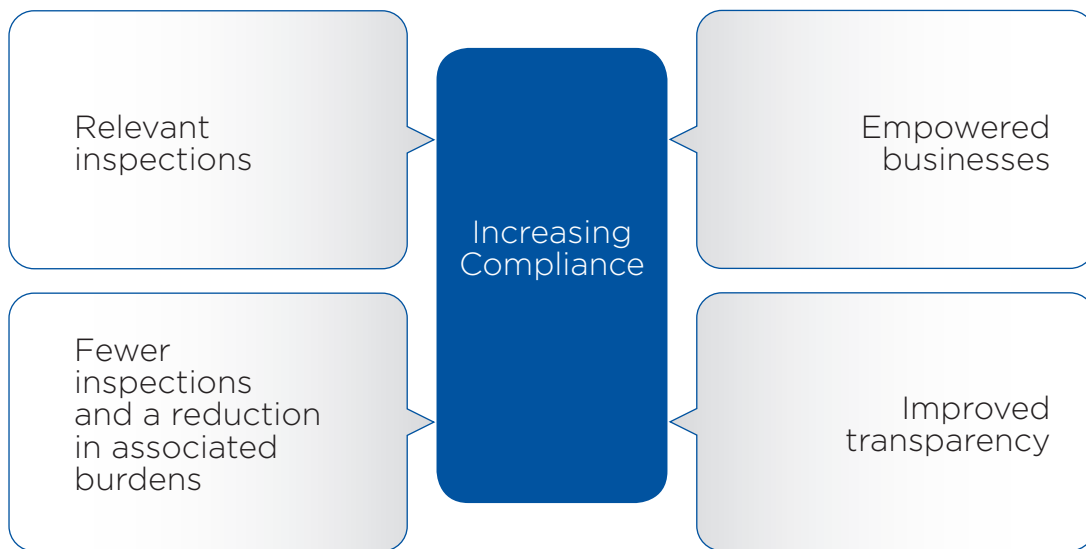 Relevant
inspections
Empowered
businesses
Increasing
Compliance
Fewer
inspections
and a reduction
in associated
burdens
Improved
transparency